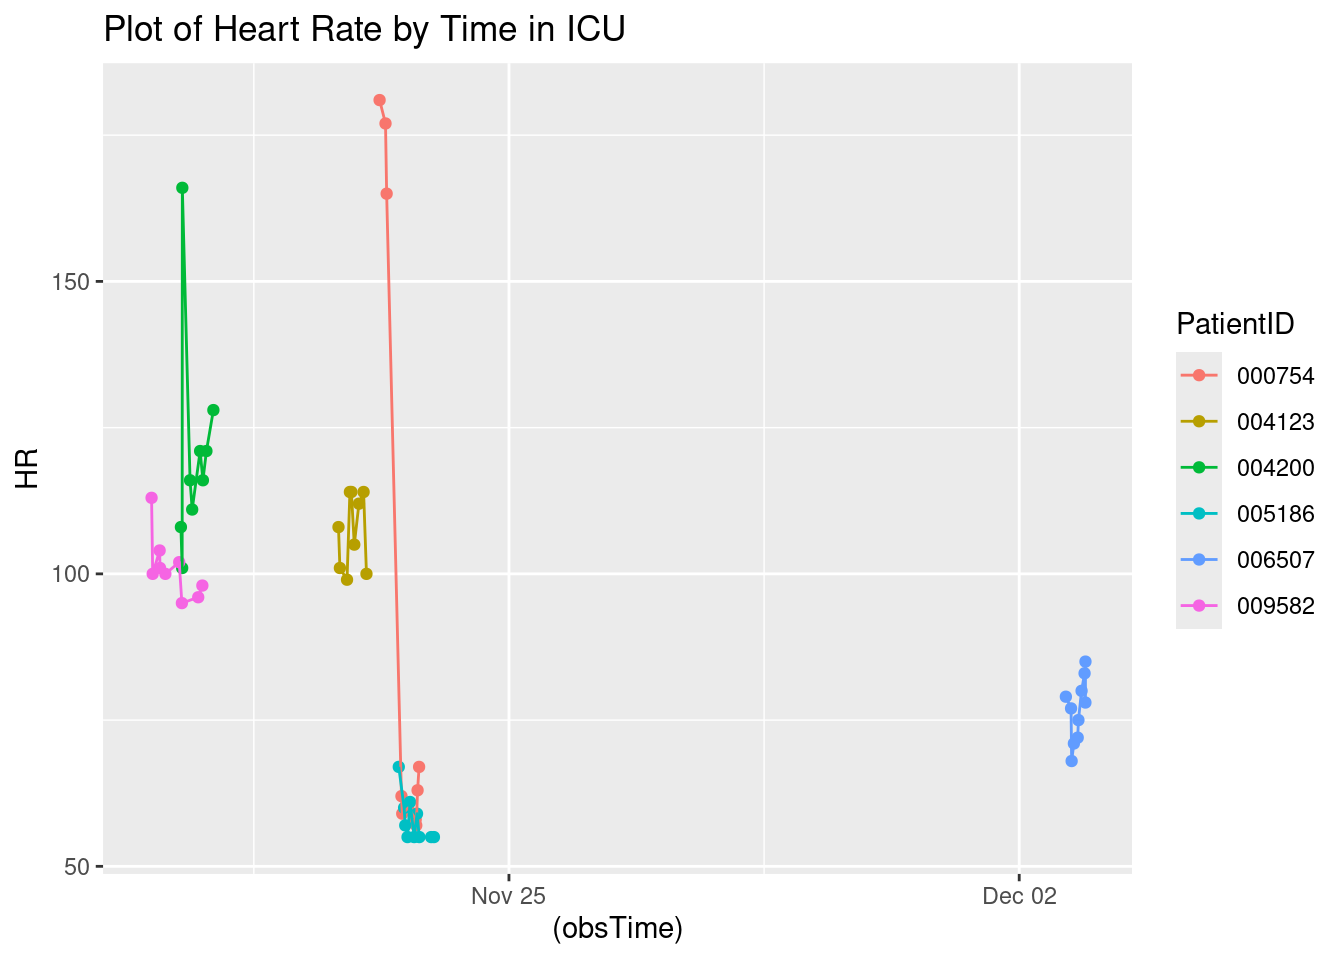 Plot of Heart Rate by Time in ICU
HR
150
100
50
Nov 25
Dec 02
(obsTime)
PatientID
000754
004123
004200
005186
006507
009582